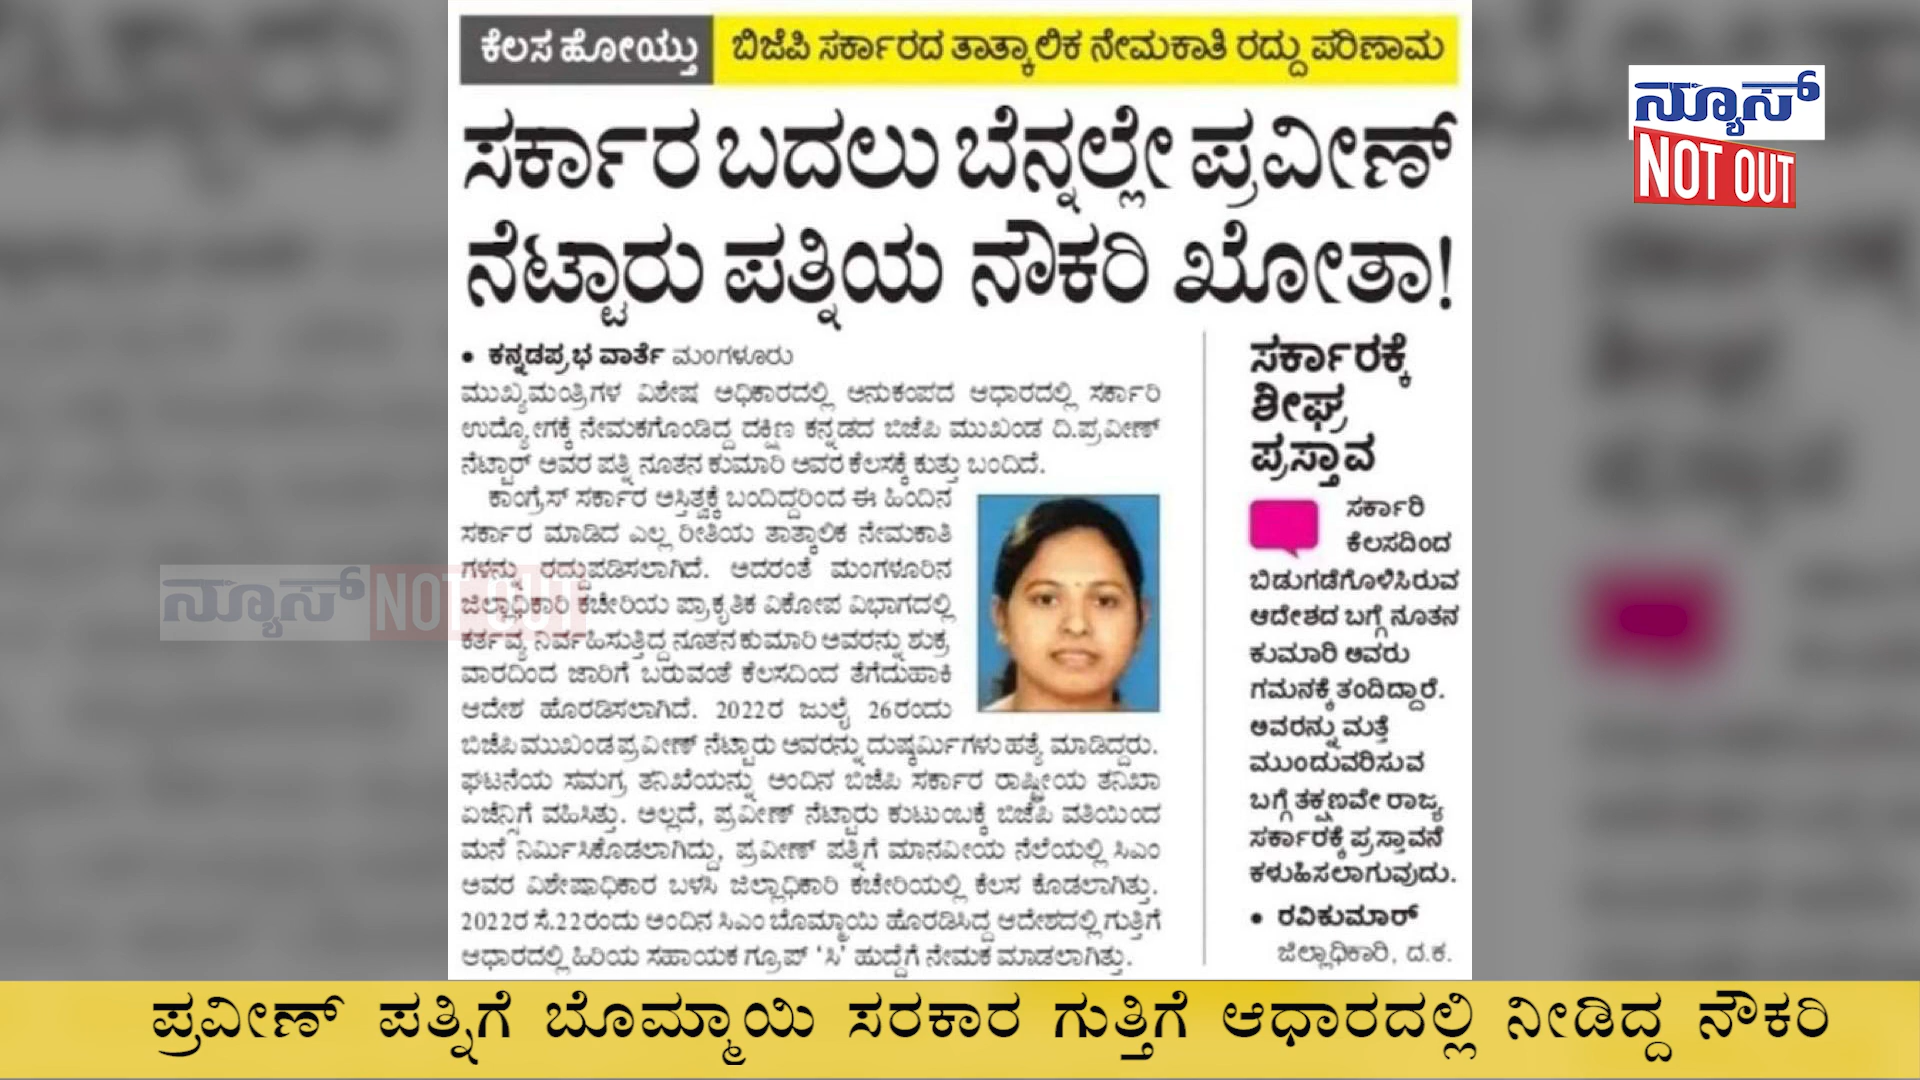 ಕೆಲಸ ಹೋಯ್ತು
ಬಿಜೆಪಿ ಸರ್ಕಾರದ ತಾತ್ಕಾಲಿಕ ನೇಮಕಾತಿ ರದ್ದು ಪರಿಣಾಮ
ಸರ್ಕಾರ ಬದಲು ಬೆನ್ನಲ್ಲೇ ಪ್ರವೀಣ್
ನೆಟ್ಟಾರು ಪತ್ನಿಯ ನೌಕರಿ ಖೋತಾ!
• ಕನ್ನಡಪ್ರಭ ವಾರ್ತೆ ಮಂಗಳೂರು
ಮುಖ್ಯಮಂತ್ರಿಗಳ ವಿಶೇಷ ಅಧಿಕಾರದಲ್ಲಿ ಅನುಕಂಪದ ಆಧಾರದಲ್ಲಿ ಸರ್ಕಾರಿ
ಉದ್ಯೋಗಕ್ಕೆ ನೇಮಕಗೊಂಡಿದ್ದ ದಕ್ಷಿಣ ಕನ್ನಡದ ಬಿಜೆಪಿ ಮುಖಂಡ ದಿ.ಪ್ರವೀಣ್
ನೆಟ್ಟಾರ್ ಅವರ ಪತ್ನಿ ನೂತನ ಕುಮಾರಿ ಅವರ ಕೆಲಸಕ್ಕೆ ಕುತ್ತು ಬಂದಿದೆ.
ಕಾಂಗ್ರೆಸ್ ಸರ್ಕಾರ ಅಸ್ತಿತ್ವಕ್ಕೆ ಬಂದಿದ್ದರಿಂದ ಈ ಹಿಂದಿನ
ಸರ್ಕಾರ ಮಾಡಿದ ಎಲ್ಲ ರೀತಿಯ ತಾತ್ಕಾಲಿಕ ನೇಮಕಾತಿ
ಗಳನ್ನು ರದ್ದುಪಡಿಸಲಾಗಿದೆ. ಅದರಂತೆ ಮಂಗಳೂರಿನ
ಜಿಲ್ಲಾಧಿಕಾರಿ ಕಚೇರಿಯ ಪ್ರಾಕೃತಿಕ ವಿಕೋಪ ವಿಭಾಗದಲ್ಲಿ
ಕರ್ತವ್ಯ ನಿರ್ವಹಿಸುತ್ತಿದ್ದ ನೂತನ ಕುಮಾರಿ ಅವರನ್ನು ಶುಕ್ರ
ವಾರದಿಂದ ಜಾರಿಗೆ ಬರುವಂತೆ ಕೆಲಸದಿಂದ ತೆಗೆದುಹಾಕಿ
ಆದೇಶ ಹೊರಡಿಸಲಾಗಿದೆ. 2022ರ ಜುಲೈ 26ರಂದು
ಬಿಜೆಪಿ ಮುಖಂಡ ಪ್ರವೀಣ್ ನೆಟ್ಟಾರು ಅವರನ್ನು ದುಷ್ಕರ್ಮಿಗಳು ಹತ್ಯೆ ಮಾಡಿದ್ದರು.
ಘಟನೆಯ ಸಮಗ್ರ ತನಿಖೆಯನ್ನು ಅಂದಿನ ಬಿಜೆಪಿ ಸರ್ಕಾರ ರಾಷ್ಟ್ರೀಯ ತನಿಖಾ
ಏಜೆನ್ಸಿಗೆ ವಹಿಸಿತ್ತು. ಅಲ್ಲದೆ, ಪ್ರವೀಣ್ ನೆಟ್ಟಾರು ಕುಟುಂಬಕ್ಕೆ ಬಿಜೆಪಿ ವತಿಯಿಂದ
ಮನೆ ನಿರ್ಮಿಸಿಕೊಡಲಾಗಿದ್ದು, ಪ್ರವೀಣ್ ಪತ್ನಿಗೆ ಮಾನವೀಯ ನೆಲೆಯಲ್ಲಿ ಸಿಎಂ
ಅವರ ವಿಶೇಷಾಧಿಕಾರ ಬಳಸಿ ಜಿಲ್ಲಾಧಿಕಾರಿ ಕಚೇರಿಯಲ್ಲಿ ಕೆಲಸ ಕೊಡಲಾಗಿತ್ತು.
2022ರ ಸೆ.22ರಂದು ಅಂದಿನ ಸಿಎಂ ಬೊಮ್ಮಾಯಿ ಹೊರಡಿಸಿದ್ದ ಆದೇಶದಲ್ಲಿ ಗುತ್ತಿಗೆ
ಆಧಾರದಲ್ಲಿ ಹಿರಿಯ ಸಹಾಯಕ ಗ್ರೂಪ್ 'ಸಿ' ಹುದ್ದೆಗೆ ನೇಮಕ ಮಾಡಲಾಗಿತ್ತು.
ಸರ್ಕಾರಕ್ಕೆ
ಶೀಘ್ರ
ಪ್ರಸ್ತಾವ
ಸರ್ಕಾರಿ
ಕೆಲಸದಿಂದ
ಬಿಡುಗಡೆಗೊಳಿಸಿರುವ
ಆದೇಶದ ಬಗ್ಗೆ ನೂತನ
ಕುಮಾರಿ ಅವರು
ಗಮನಕ್ಕೆ ತಂದಿದ್ದಾರೆ.
ಅವರನ್ನು ಮತ್ತೆ
ಮುಂದುವರಿಸುವ
ಬಗ್ಗೆ ತಕ್ಷಣವೇ ರಾಜ್ಯ
ಸರ್ಕಾರಕ್ಕೆ ಪ್ರಸ್ತಾವನೆ
ಕಳುಹಿಸಲಾಗುವುದು.
• ರವಿಕುಮಾರ್
ಜಿಲ್ಲಾಧಿಕಾರಿ, ದ.ಕ.
ನ್ಯೂಸ್
NOT OUT
ನ್ಯೂಸ್ NOT OUT
ಪ್ರವೀಣ್ ಪತ್ನಿಗೆ ಬೊಮ್ಮಾಯಿ ಸರಕಾರ ಗುತ್ತಿಗೆ ಆಧಾರದಲ್ಲಿ ನೀಡಿದ್ದ ನೌಕರಿ